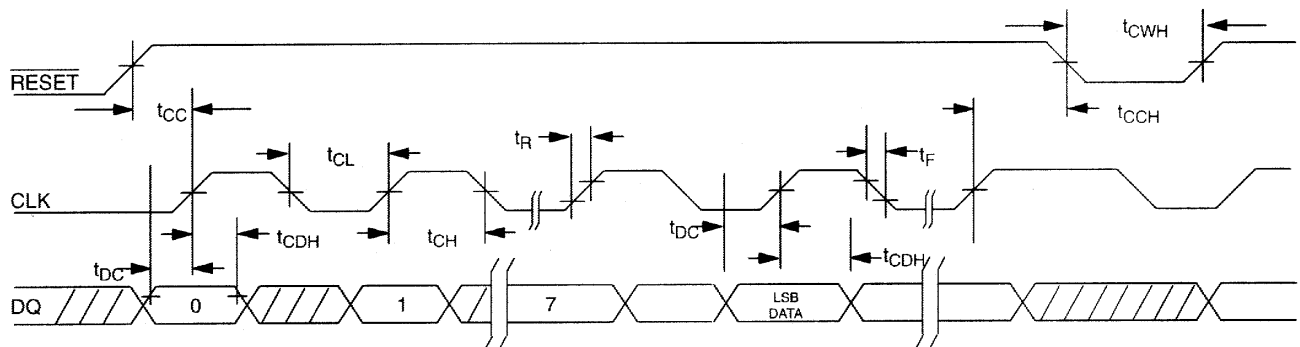 tCWH
RESET
tCC
tCCH
tR
tCL
tF
CLK
tCDH
tCH
tDC
tDC
tCDH
DQ
0
1
7
LSB
DATA